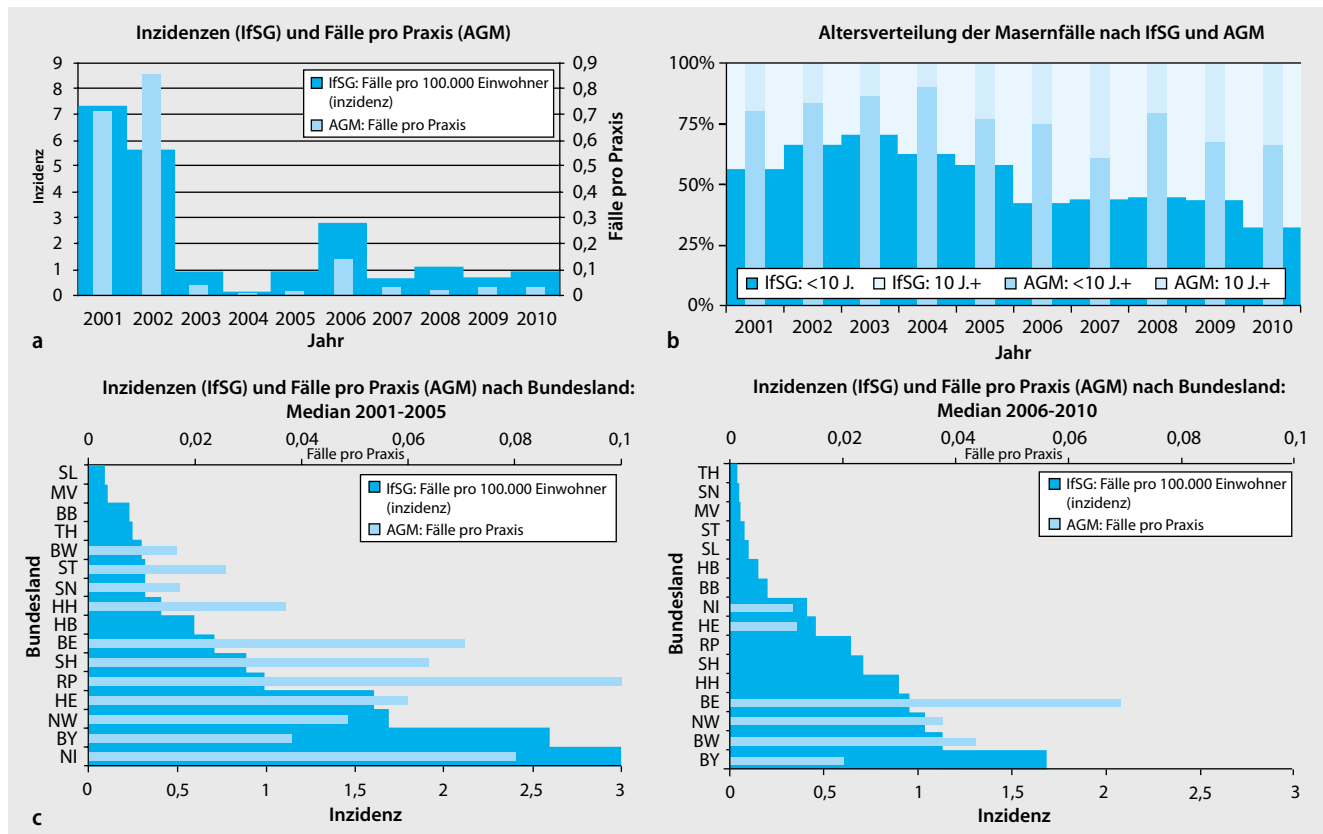 Inzidenzen (IfSG) und Fälle pro Praxis (AGM)
Inzidenz
9
8
7
6
5
4
3
2
1
0
IfSG: Fälle pro 100.000 Einwohner
(inzidenz)
AGM: Fälle pro Praxis
0,9
0,8
0,7
0,6
0,5
0,4
0,3
0,2
0,1
0
Fälle pro Praxis
2001 2002 2003 2004 2005 2006 2007 2008 2009 2010
Jahr
a
Altersverteilung der Masernfälle nach IfSG und AGM
100%
75%
50%
25%
0%
IfSG: <10 J. IfSG: 10 J.+ AGM: <10 J.+ AGM: 10 J.+
2001 2002 2003 2004 2005 2006 2007 2008 2009 2010
Jahr
b
Inzidenzen (IfSG) und Fälle pro Praxis (AGM) nach Bundesland:
Median 2001-2005
0 0,02 0,04 0,06 0,08 0,1
Fälle pro Praxis
IfSG: Fälle pro 100.000 Einwohner
(inzidenz)
AGM: Fälle pro Praxis
Bundesland
SL
MV
BB
TH
BW
ST
SN
HH
HB
BE
SH
RP
HE
NW
BY
NI
0 0,5 1 1,5 2 2,5 3
Inzidenz
c
Inzidenzen (IfSG) und Fälle pro Praxis (AGM) nach Bundesland:
Median 2006-2010
0 0,02 0,04 0,06 0,08 0,1
Fälle pro Praxis
IfSG: Fälle pro 100.000 Einwohner
(inzidenz)
AGM: Fälle pro Praxis
Bundesland
TH
SN
MV
ST
SL
HB
BB
NI
HE
RP
SH
HH
BE
NW
BW
BY
0 0,5 1 1,5 2 2,5 3
Inzidenz